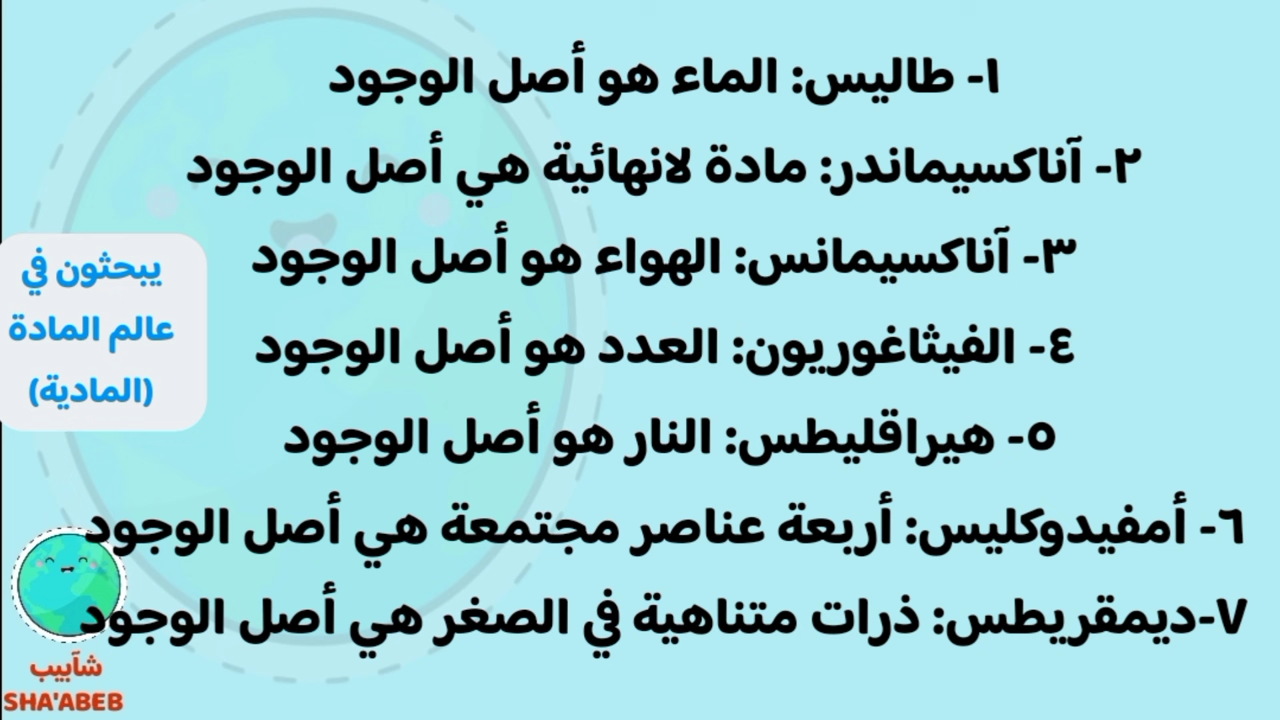 ١- طاليس: الماء هو أصل الوجود
٢- آناكسيماندر: مادة لانهائية هي أصل الوجود
٣- آناكسيمانس: الهواء هو أصل الوجود
٤- الفيثاغوريون: العدد هو أصل الوجود
٥- هيراقليطس: النار هو أصل الوجود
٦- أمفيدوكليس: أربعة عناصر مجتمعة هي أصل الوجود
٧-ديمقريطس: ذرات متناهية في الصغر هي أصل الوجود
يبحثون في
عالم المادة
(المادية)
شآبيب
SHA'ABEB